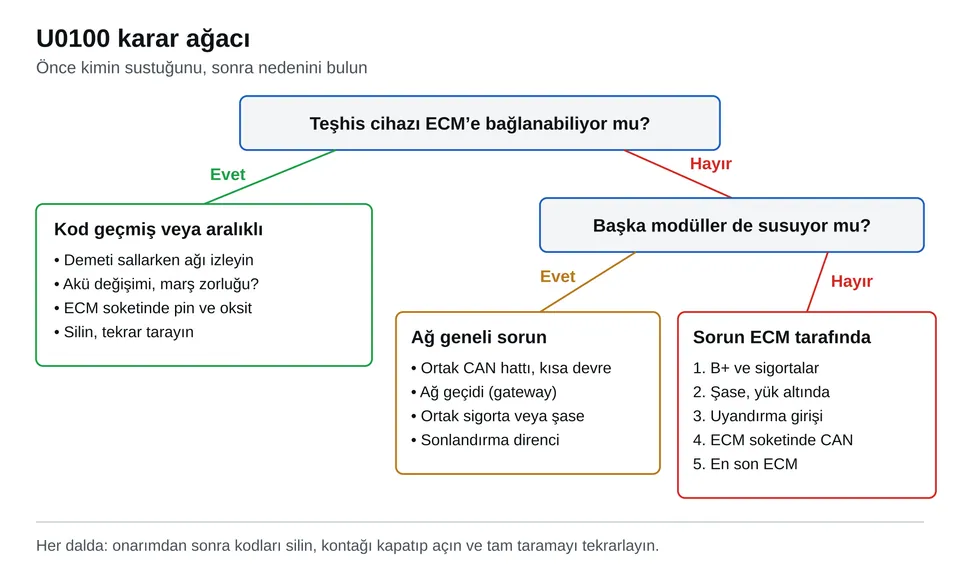 U0100 karar ağacı
Önce kimin sustuğunu, sonra nedenini bulun
Teşhis cihazı ECM’e bağlanabiliyor mu?
Evet
Hayır
Kod geçmiş veya aralıklı
• Demeti sallarken ağı izleyin
• Akü değişimi, marş zorluğu?
• ECM soketinde pin ve oksit
• Silin, tekrar tarayın
Başka modüller de susuyor mu?
Evet
Hayır
Ağ geneli sorun
• Ortak CAN hattı, kısa devre
• Ağ geçidi (gateway)
• Ortak sigorta veya şase
• Sonlandırma direnci
Sorun ECM tarafında
1. B+ ve sigortalar
2. Şase, yük altında
3. Uyandırma girişi
4. ECM soketinde CAN
5. En son ECM
Her dalda: onarımdan sonra kodları silin, kontağı kapatıp açın ve tam taramayı tekrarlayın.